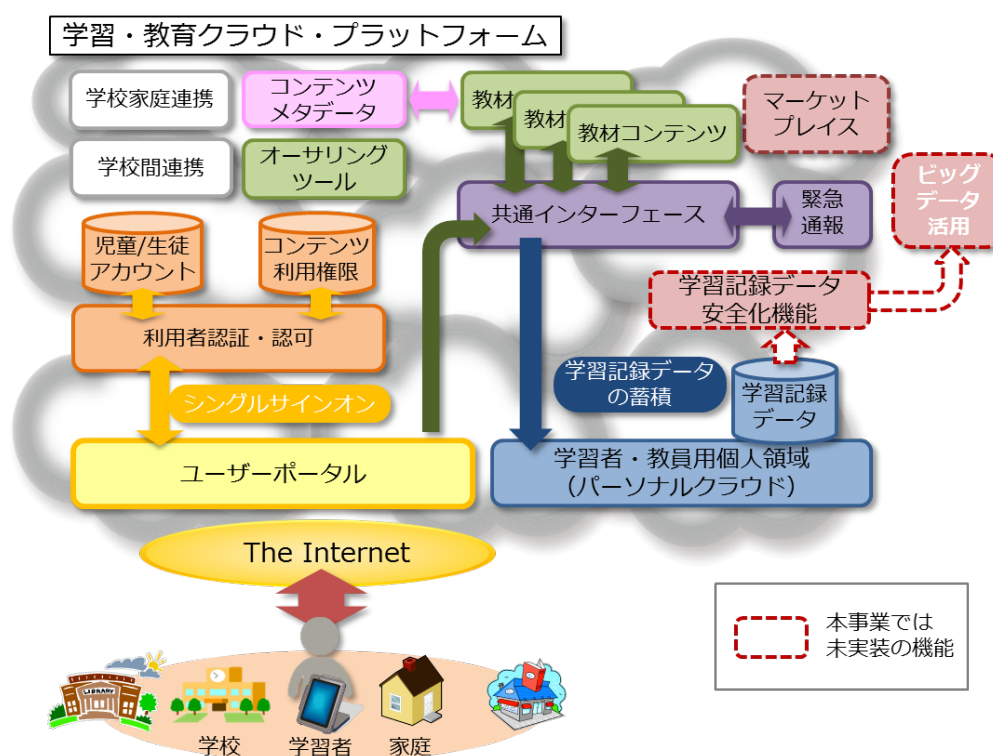 学習・教育クラウド・プラットフォーム
学校家庭連携
コンテンツ
メタデータ
教材
教材
教材コンテンツ
マーケット
プレイス
学校間連携
オーサリング
ツール
ビッグ
データ
活用
共通インターフェース
緊急
通報
児童/生徒
アカウント
コンテンツ
利用権限
学習記録データ
安全化機能
利用者認証・認可
シングルサインオン
学習記録データ
の蓄積
学習記録
データ
ユーザーポータル
学習者・教員用個人領域
（パーソナルクラウド）
The Internet
本事業では
未実装の機能
LIBRARY
学校
学習者
家庭